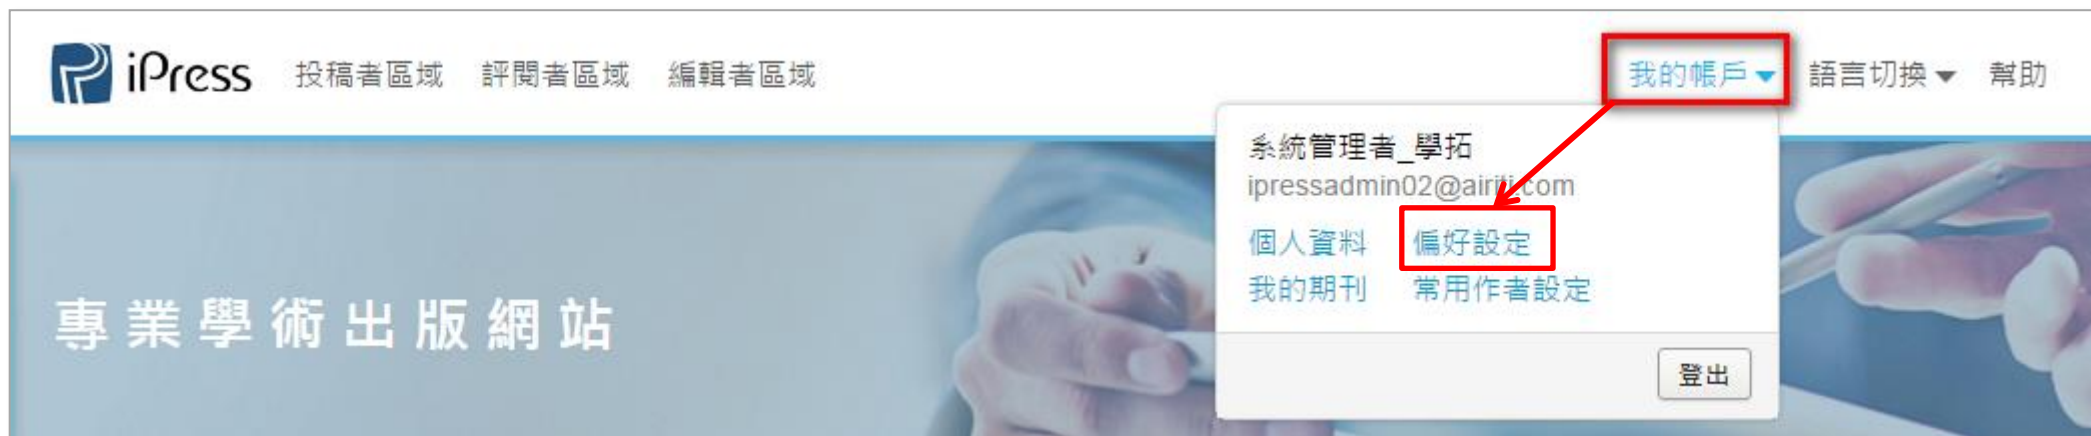 iPress 投稿者區域 評閱者區域 編輯者區域 我的帳戶▼ 語言切換▼ 幫助
系統管理者_學拓
ipressadmin02@airiti.com
個人資料 偏好設定
我的期刊 常用作者設定
專業學術出版網站
登出